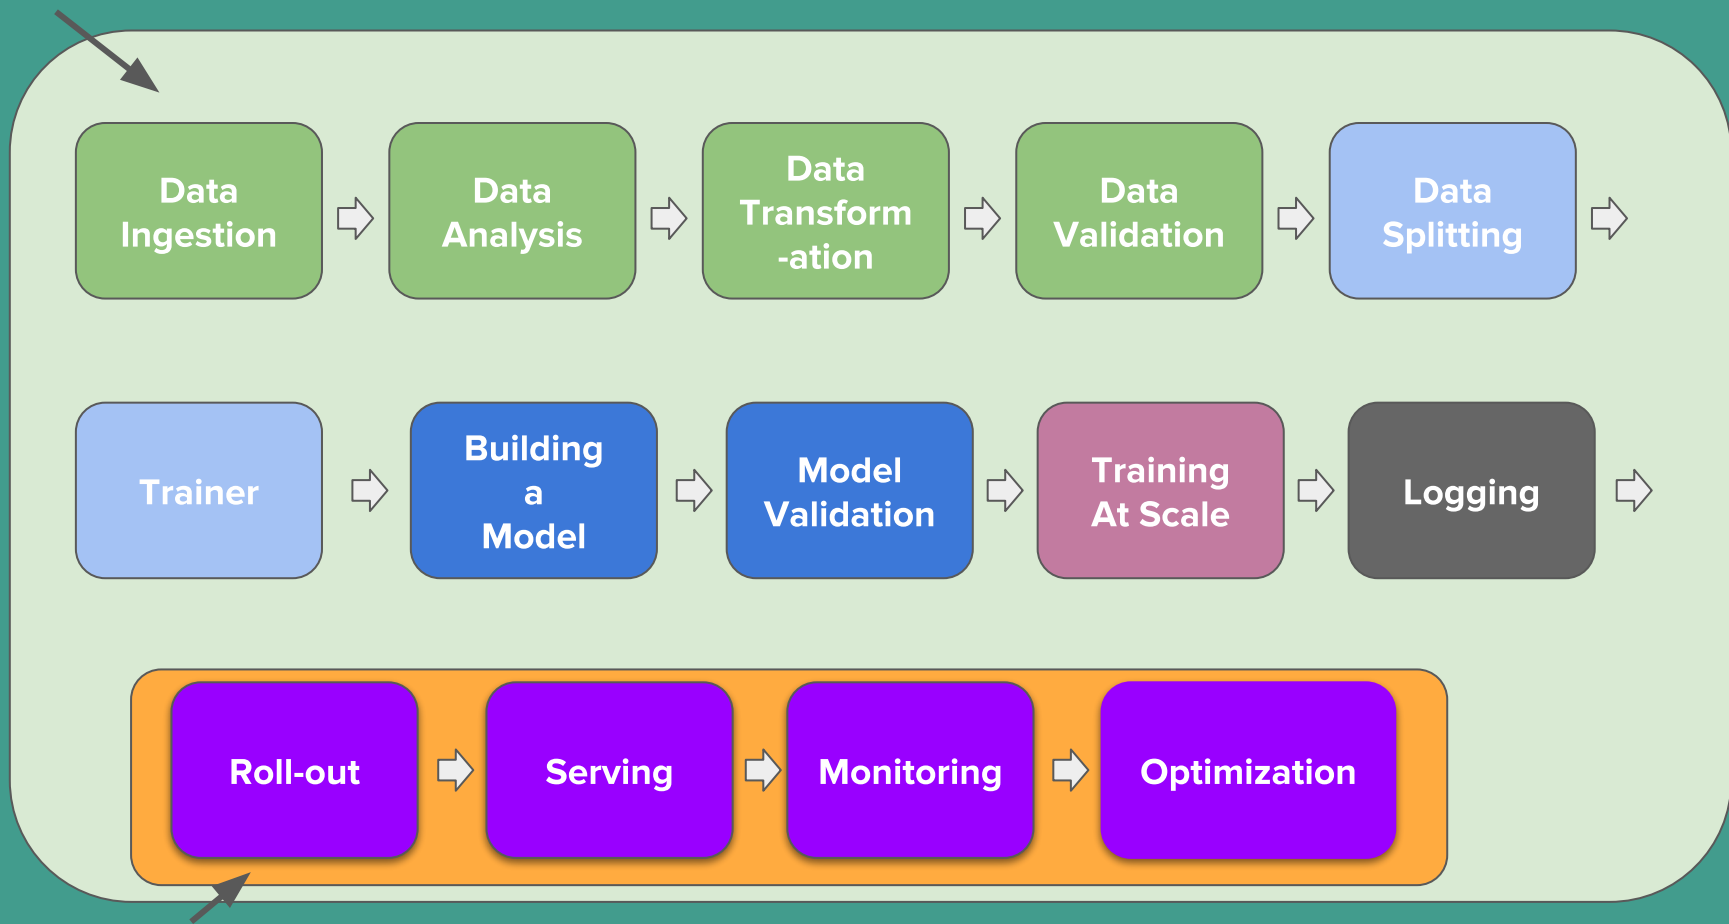 Data
Ingestion
Data
Analysis
Data
Transform
-ation
Data
Validation
Data
Splitting
Trainer
Building
a
Model
Model
Validation
Training
At Scale
Logging
Roll-out
Serving
Monitoring
Optimization